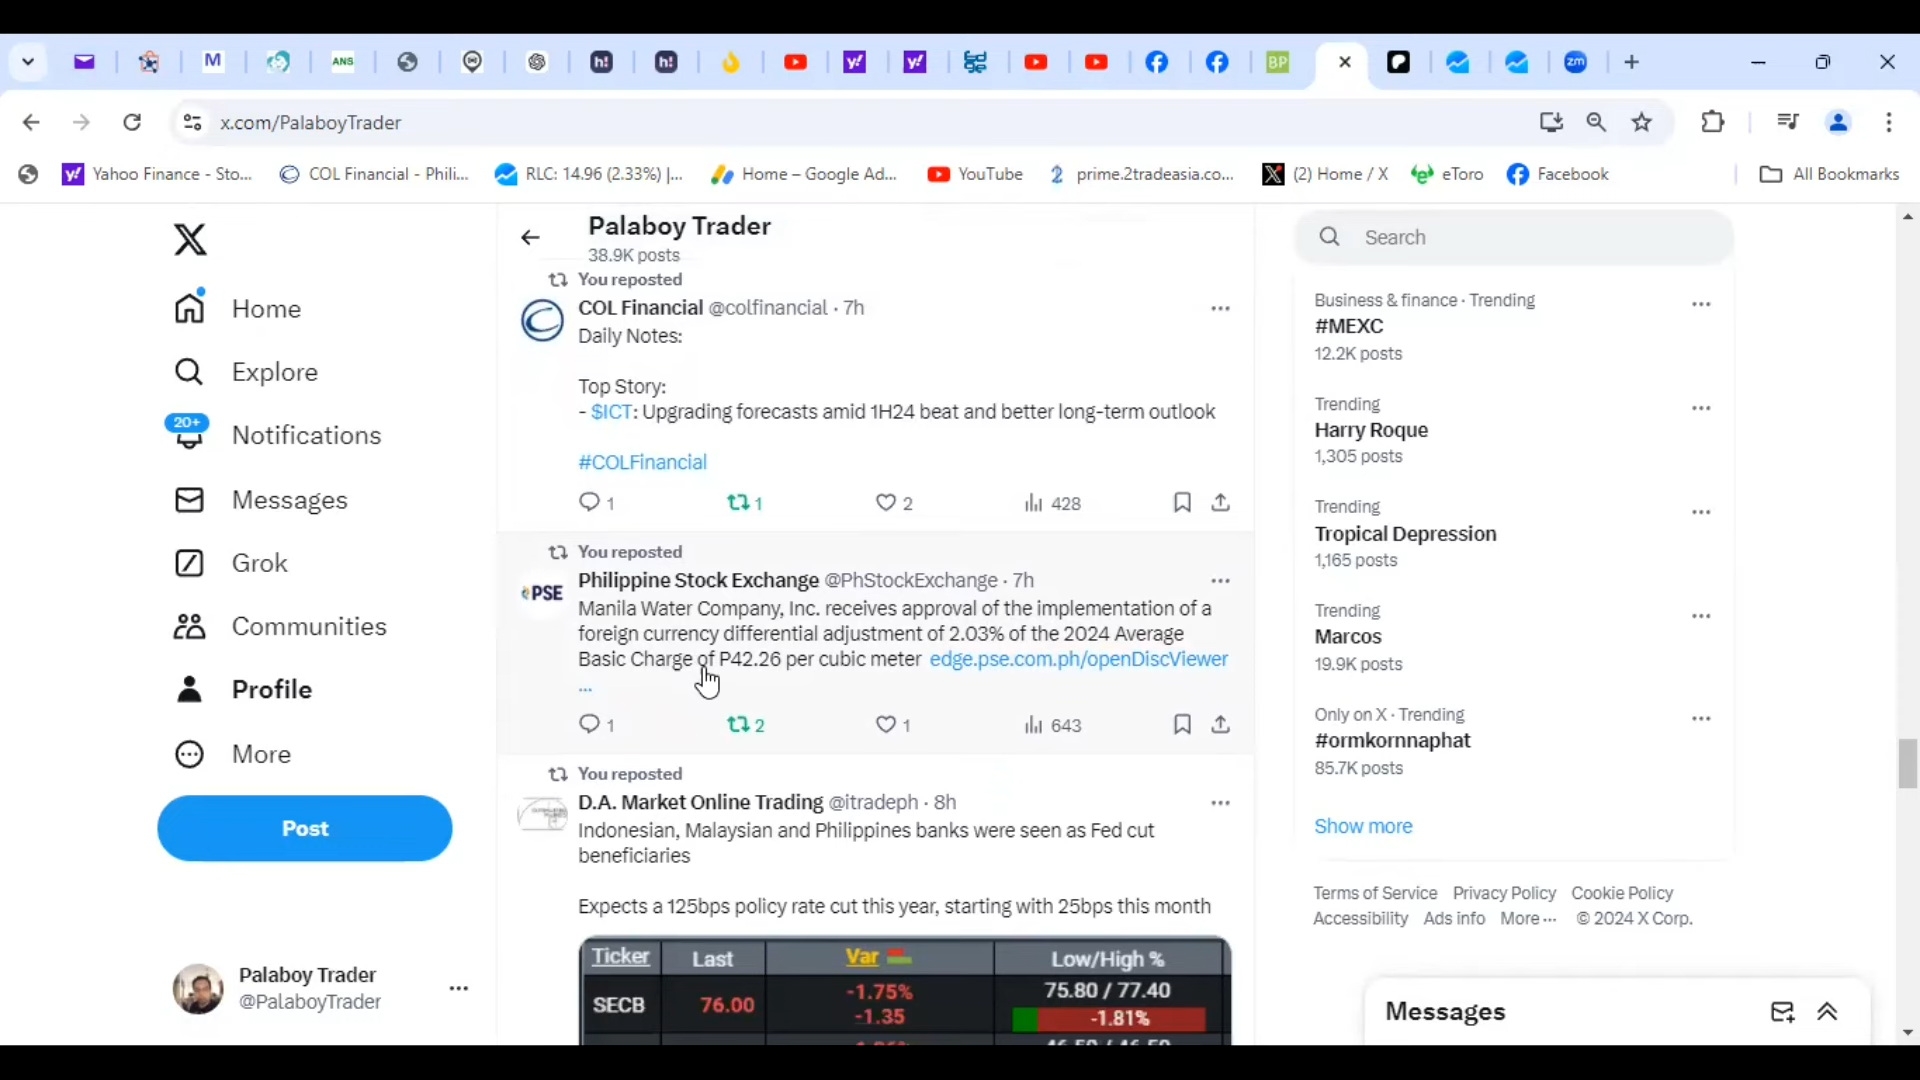 M
ANS
h!
h!
y!
y!
BP
zm
x.com/PalaboyTrader
Yahoo Finance - Sto...
COL Financial - Phili...
RLC: 14.96 (2.33%) |...
Home – Google Ad...
YouTube
prime.2tradeasia.co...
(2) Home / X
eToro
Facebook
All Bookmarks
Home
Explore
20+
Notifications
Messages
Grok
Communities
Profile
More
Post
Palaboy Trader
@PalaboyTrader
Palaboy Trader
38.9K posts
You reposted
COL Financial @colfinancial · 7h
Daily Notes:
Top Story:
- $ICT: Upgrading forecasts amid 1H24 beat and better long-term outlook
#COLFinancial
1 1 2 428
You reposted
PSE
Philippine Stock Exchange @PhStockExchange · 7h
Manila Water Company, Inc. receives approval of the implementation of a
foreign currency differential adjustment of 2.03% of the 2024 Average
Basic Charge of P42.26 per cubic meter edge.pse.com.ph/openDiscViewer
...
1 2 1 643
You reposted
D.A. Market Online Trading @itradeph · 8h
Indonesian, Malaysian and Philippines banks were seen as Fed cut
beneficiaries
Expects a 125bps policy rate cut this year, starting with 25bps this month
Ticker Last Var Low/High %
SECB 76.00 -1.75% 75.80 / 77.40
-1.35 -1.81%
Search
Business & finance · Trending
#MEXC
12.2K posts
Trending
Harry Roque
1,305 posts
Trending
Tropical Depression
1,165 posts
Trending
Marcos
19.9K posts
Only on X · Trending
#ormkornnaphat
85.7K posts
Show more
Terms of Service Privacy Policy Cookie Policy
Accessibility Ads info More ··· © 2024 X Corp.
Messages